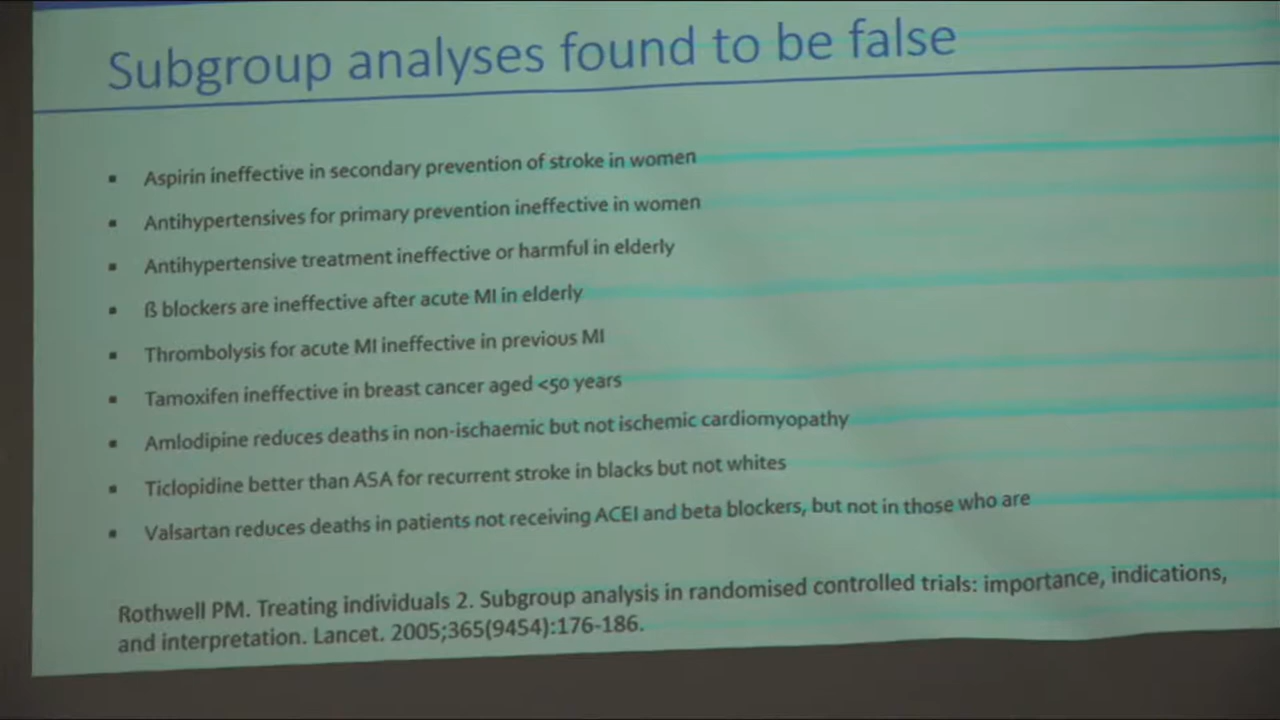 Subgroup analyses found to be false
▪ Aspirin ineffective in secondary prevention of stroke in women
▪ Antihypertensives for primary prevention ineffective in women
▪ Antihypertensive treatment ineffective or harmful in elderly
▪ ß blockers are ineffective after acute MI in elderly
▪ Thrombolysis for acute MI ineffective in previous MI
▪ Tamoxifen ineffective in breast cancer aged <50 years
▪ Amlodipine reduces deaths in non-ischaemic but not ischemic cardiomyopathy
▪ Ticlopidine better than ASA for recurrent stroke in blacks but not whites
▪ Valsartan reduces deaths in patients not receiving ACEI and beta blockers, but not in those who are
Rothwell PM. Treating individuals 2. Subgroup analysis in randomised controlled trials: importance, indications,
and interpretation. Lancet. 2005;365(9454):176-186.